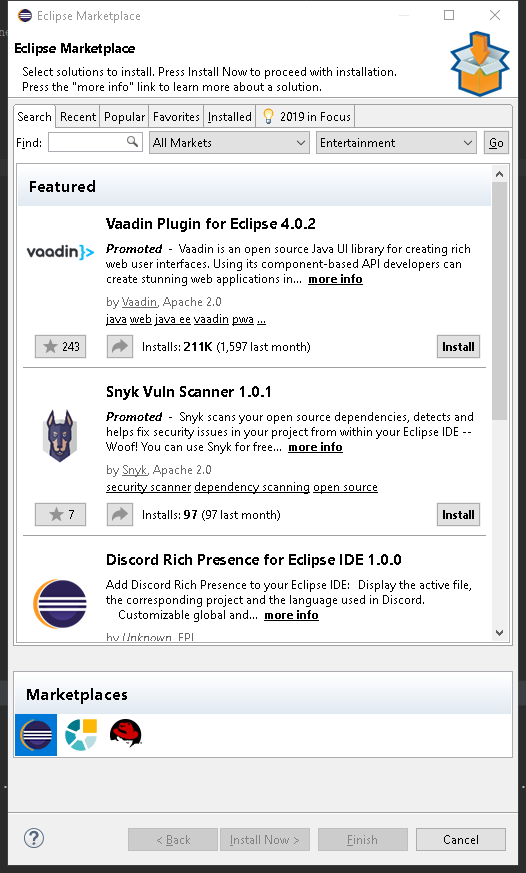 Eclipse Marketplace
Eclipse Marketplace
Select solutions to install. Press Install Now to proceed with installation.
Press the "more info" link to learn more about a solution.
Search Recent Popular Favorites Installed 2019 in Focus
Find: All Markets Entertainment Go
Featured
Vaadin Plugin for Eclipse 4.0.2
vaadin}>
Promoted - Vaadin is an open source Java UI library for creating rich
web user interfaces. Using its component-based API developers can
create stunning web applications in... more info
by Vaadin, Apache 2.0
java web java ee vaadin pwa ...
243 Installs: 211K (1,597 last month) Install
Snyk Vuln Scanner 1.0.1
Promoted - Snyk scans your open source dependencies, detects and
helps fix security issues in your project from within your Eclipse IDE --
Woof! You can use Snyk for free... more info
by Snyk, Apache 2.0
security scanner dependency scanning open source
7 Installs: 97 (97 last month) Install
Discord Rich Presence for Eclipse IDE 1.0.0
Add Discord Rich Presence to your Eclipse IDE: Display the active file,
the corresponding project and the language used in Discord.
Customizable global and... more info
by Unknown, EPL
Marketplaces
? < Back Install Now > Finish Cancel